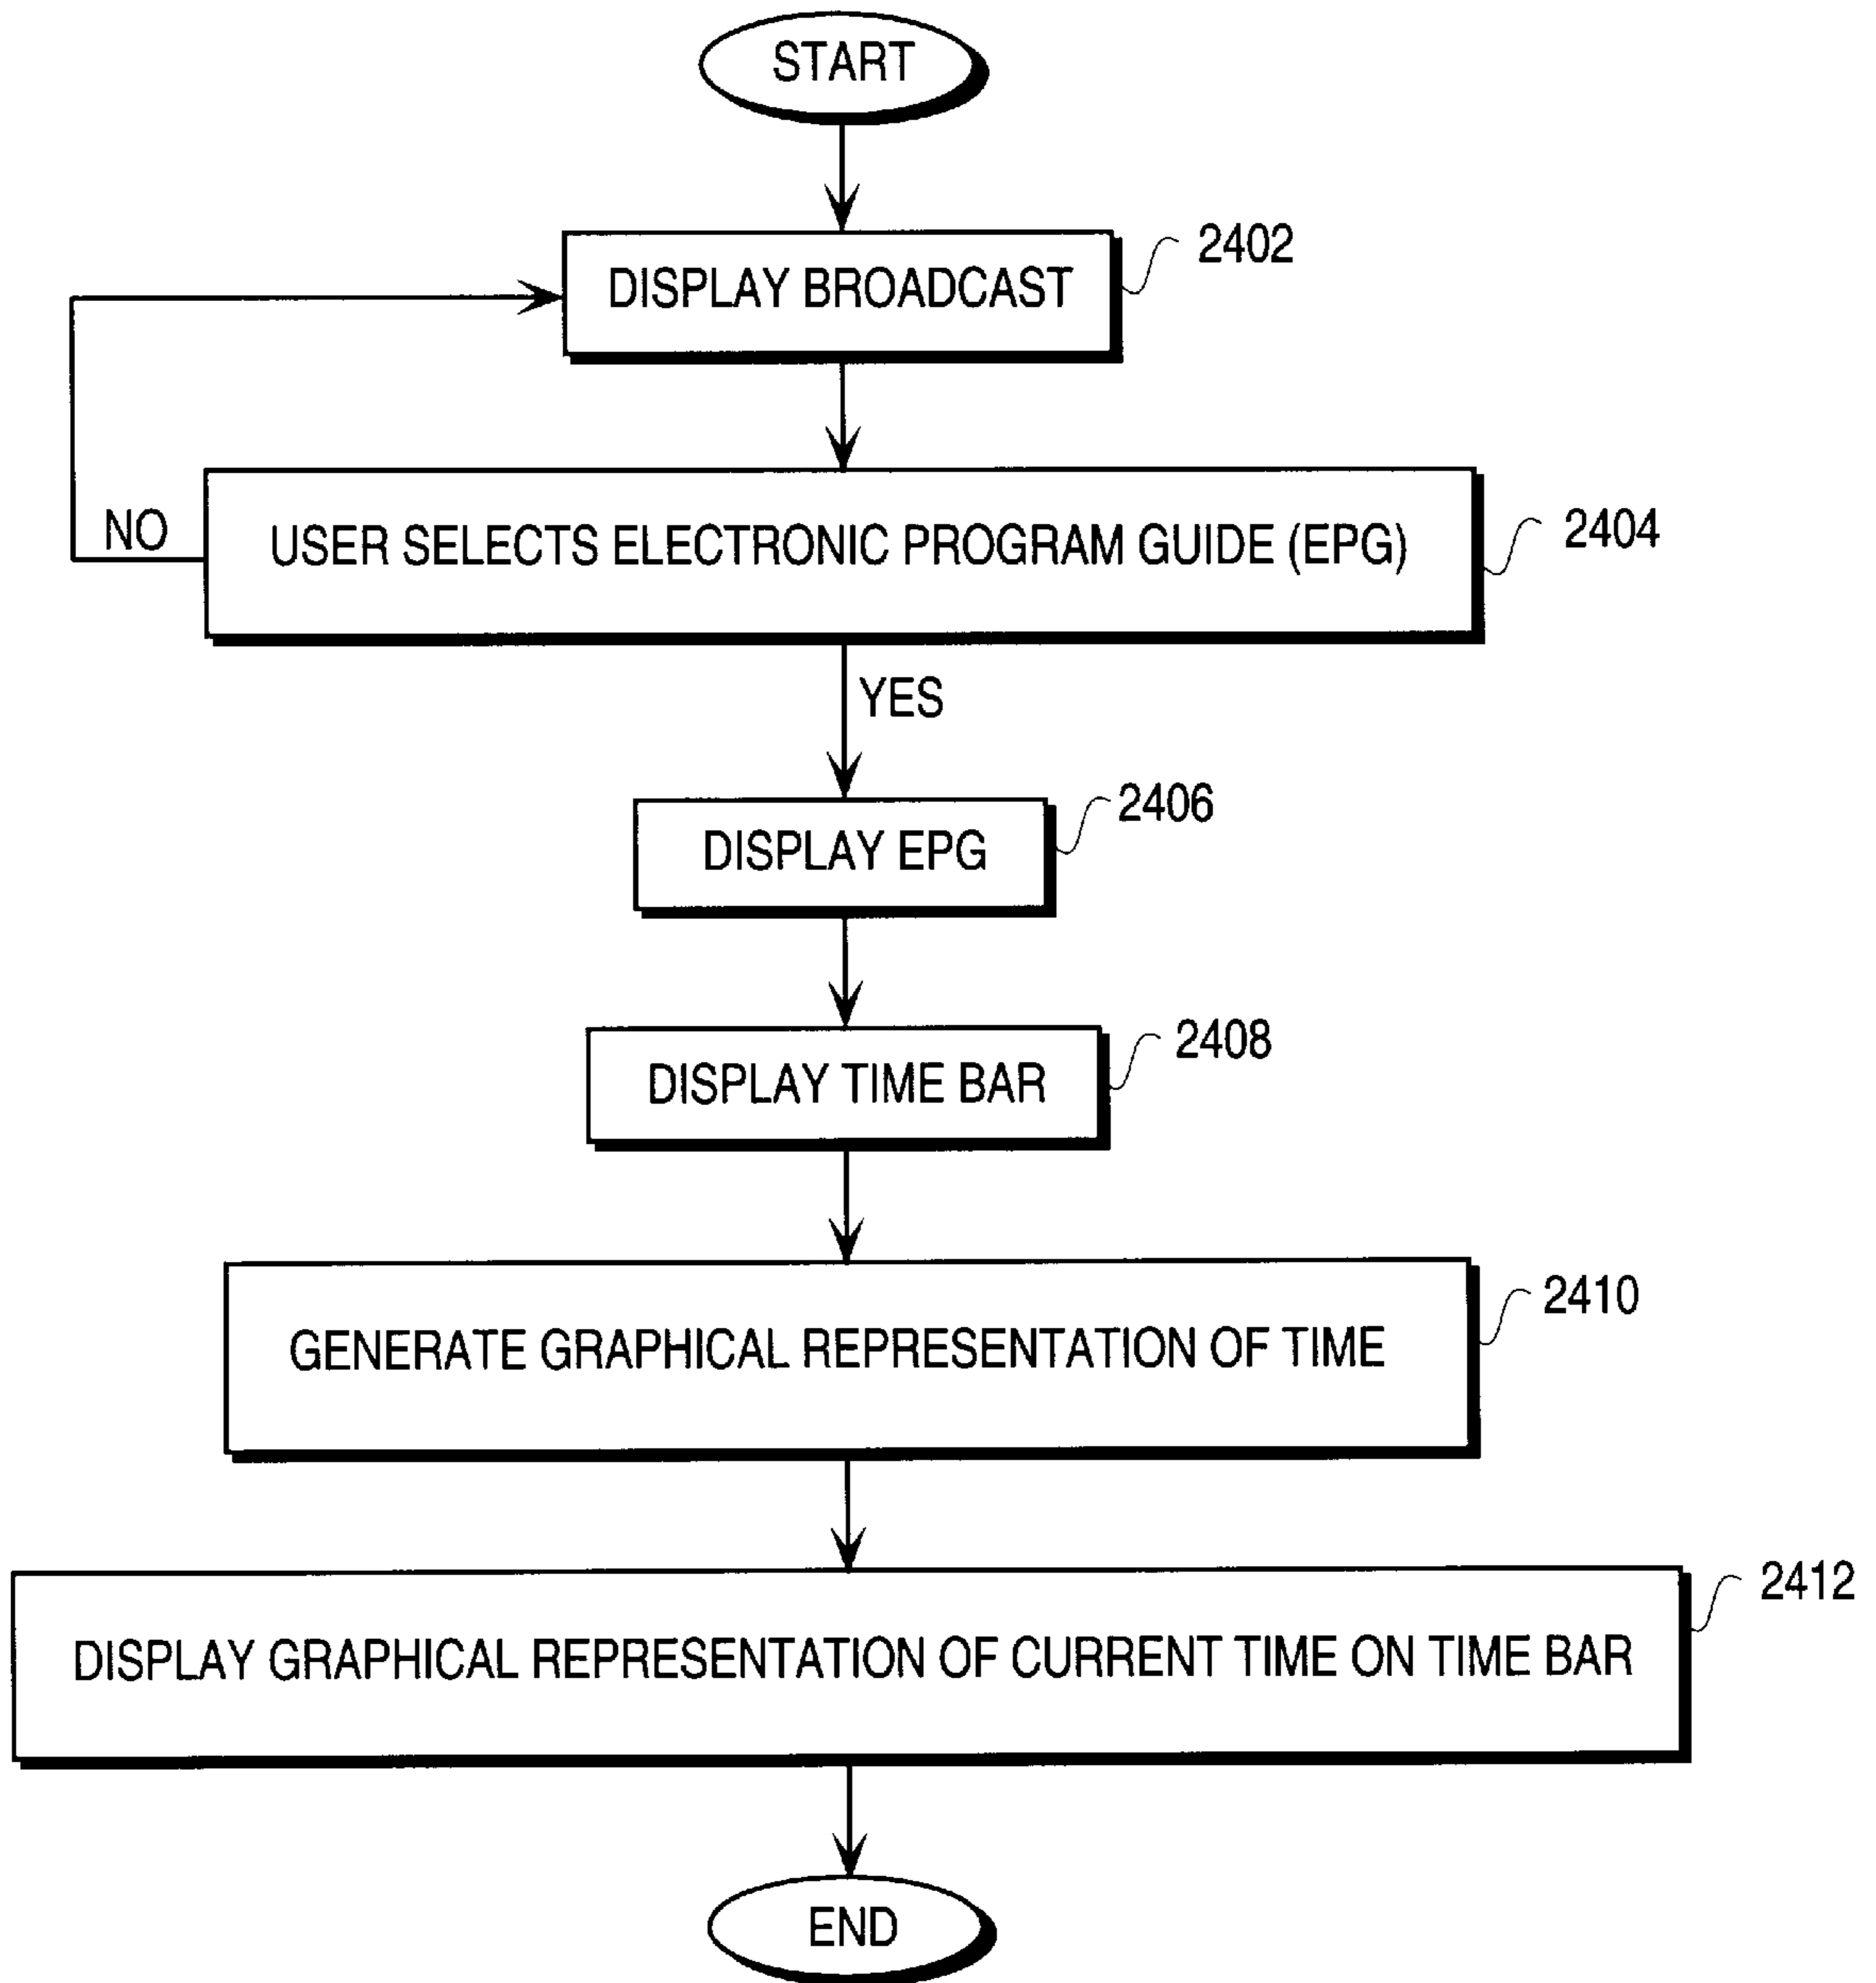 START
DISPLAY BROADCAST
2402
NO
USER SELECTS ELECTRONIC PROGRAM GUIDE (EPG)
2404
YES
DISPLAY EPG
2406
DISPLAY TIME BAR
2408
GENERATE GRAPHICAL REPRESENTATION OF TIME
2410
DISPLAY GRAPHICAL REPRESENTATION OF CURRENT TIME ON TIME BAR
2412
END